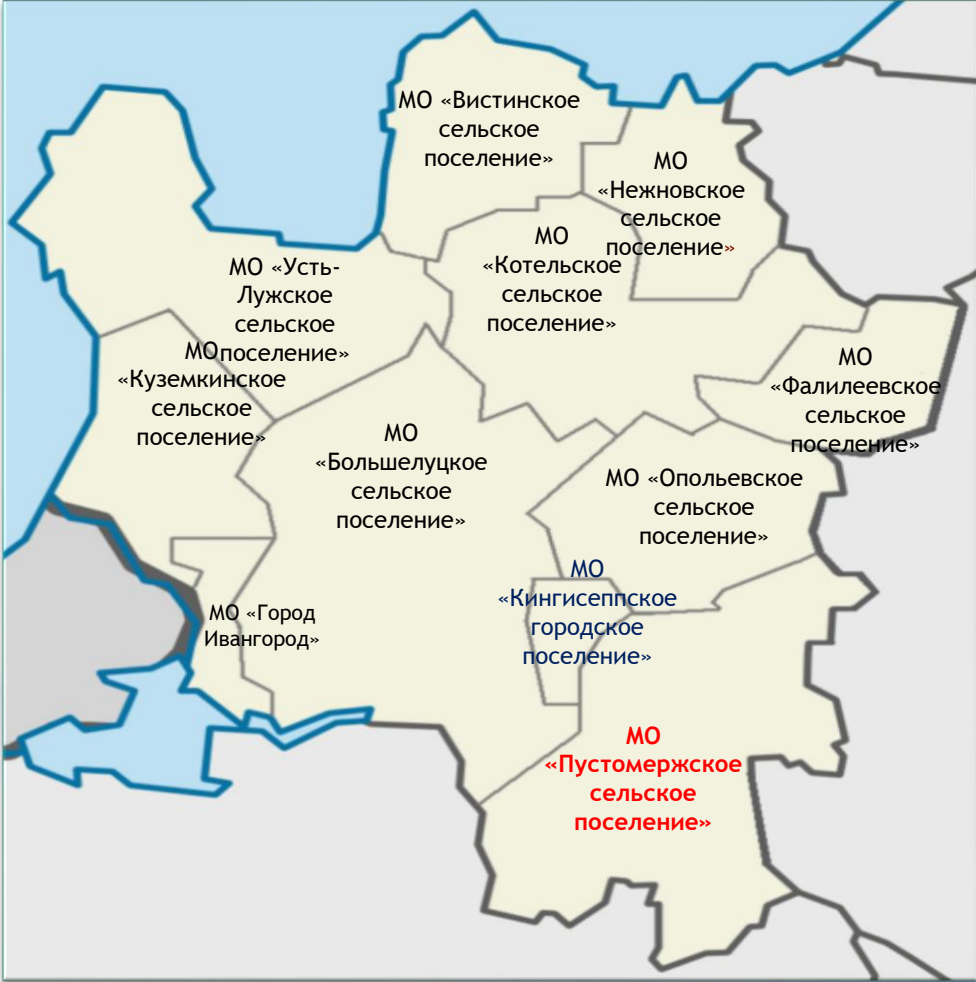 МО «Вистинское
сельское
поселение»
МО
«Нежновское
сельское
поселение»
МО
«Котельское
сельское
поселение»
МО «Усть-
Лужское
сельское
поселение»
МО
«Куземкинское
сельское
поселение»
МО
«Фалилеевское
сельское
поселение»
МО
«Большелуцкое
сельское
поселение»
МО «Опольевское
сельское
поселение»
МО
«Кингисеппское
городское
поселение»
МО «Город
Ивангород»
МО
«Пустомержское
сельское
поселение»